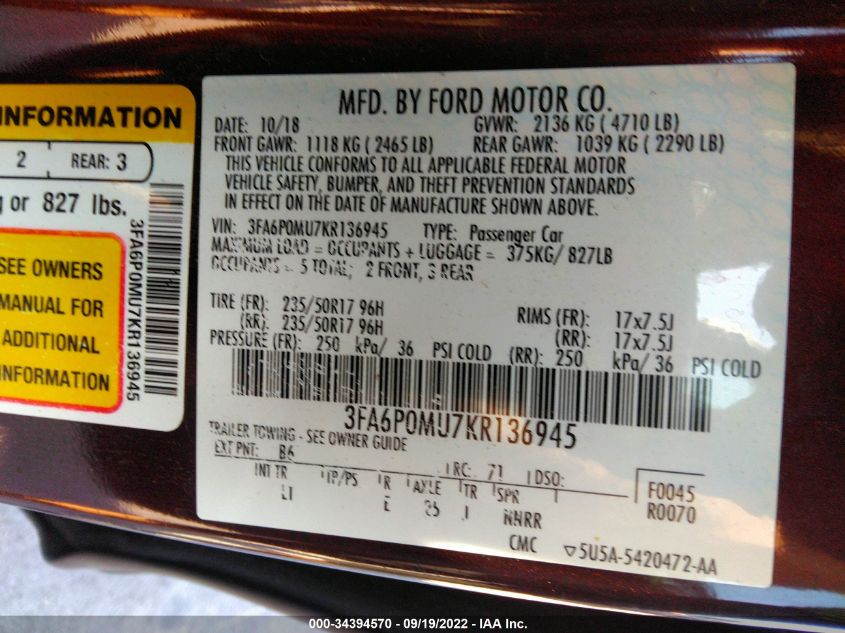 INFORMATION
2 REAR: 3
g or 827 lbs.
SEE OWNERS
MANUAL FOR
ADDITIONAL
INFORMATION
3FA6P0MU7KR136945
MFD. BY FORD MOTOR CO.
DATE: 10/18 GVWR: 2136 KG ( 4710 LB)
FRONT GAWR: 1118 KG ( 2465 LB) REAR GAWR: 1039 KG ( 2290 LB)
THIS VEHICLE CONFORMS TO ALL APPLICABLE FEDERAL MOTOR
VEHICLE SAFETY, BUMPER, AND THEFT PREVENTION STANDARDS
IN EFFECT ON THE DATE OF MANUFACTURE SHOWN ABOVE.
VIN: 3FA6P0MU7KR136945 TYPE: Passenger Car
MAXIMUM LOAD = OCCUPANTS + LUGGAGE = 375KG/ 827LB
OCCUPANTS = 5 TOTAL; 2 FRONT, 3 REAR
TIRE (FR): 235/50R17 96H RIMS (FR): 17x7.5J
(RR): 235/50R17 96H (RR): 17x7.5J
PRESSURE (FR): 250 kPa/ 36 PSI COLD (RR): 250 kPa/ 36 PSI COLD
3FA6P0MU7KR136945
TRAILER TOWING - SEE OWNER GUIDE
EXT PNT: B6 RC: 71 DSO:
INT TR TP/PS R AXLE TR SPR F0045
LT E I NHRR R0070
CMC ▽5U5A-5420472-AA
000-34394570 - 09/19/2022 - IAA Inc.